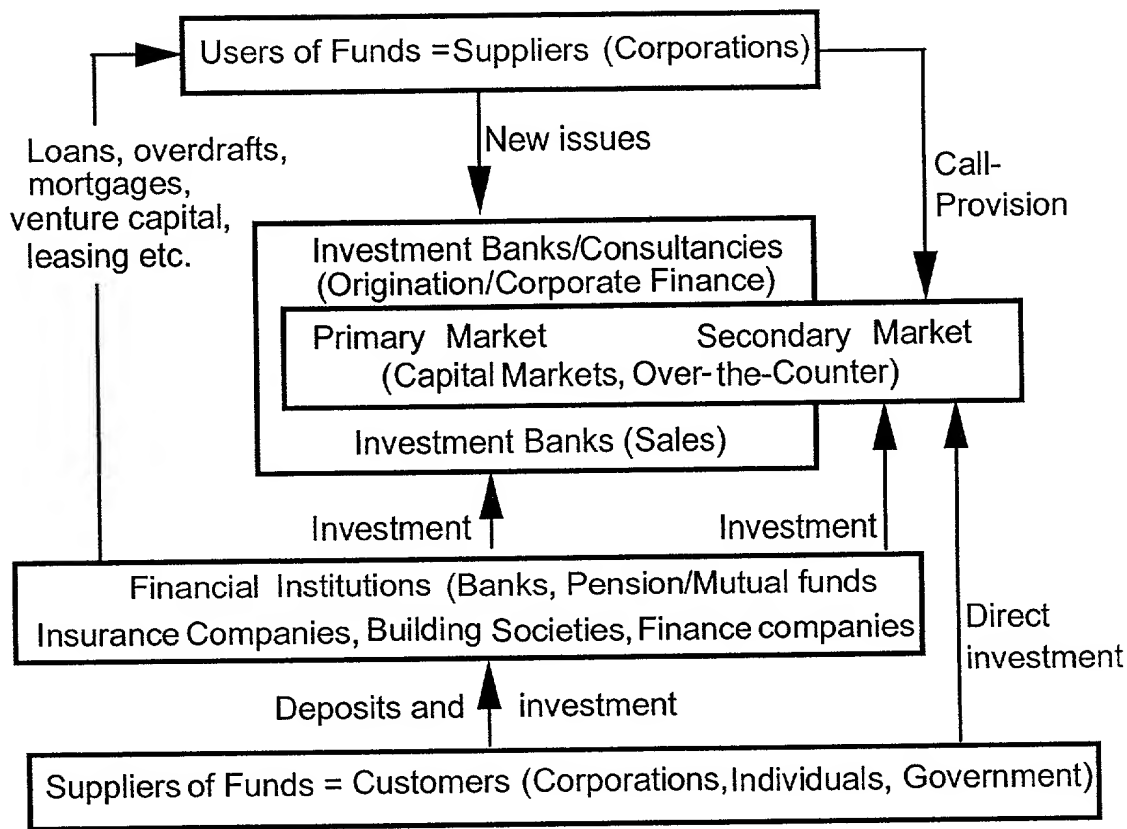 Users of Funds = Suppliers (Corporations)
Loans, overdrafts,
mortgages,
venture capital,
leasing etc.
New issues
Call-
Provision
Investment Banks/Consultancies
(Origination/Corporate Finance)
Primary Market Secondary Market
(Capital Markets, Over-the-Counter)
Investment Banks (Sales)
Investment Investment
Financial Institutions (Banks, Pension/Mutual funds
Insurance Companies, Building Societies, Finance companies
Direct
investment
Deposits and investment
Suppliers of Funds = Customers (Corporations, Individuals, Government)